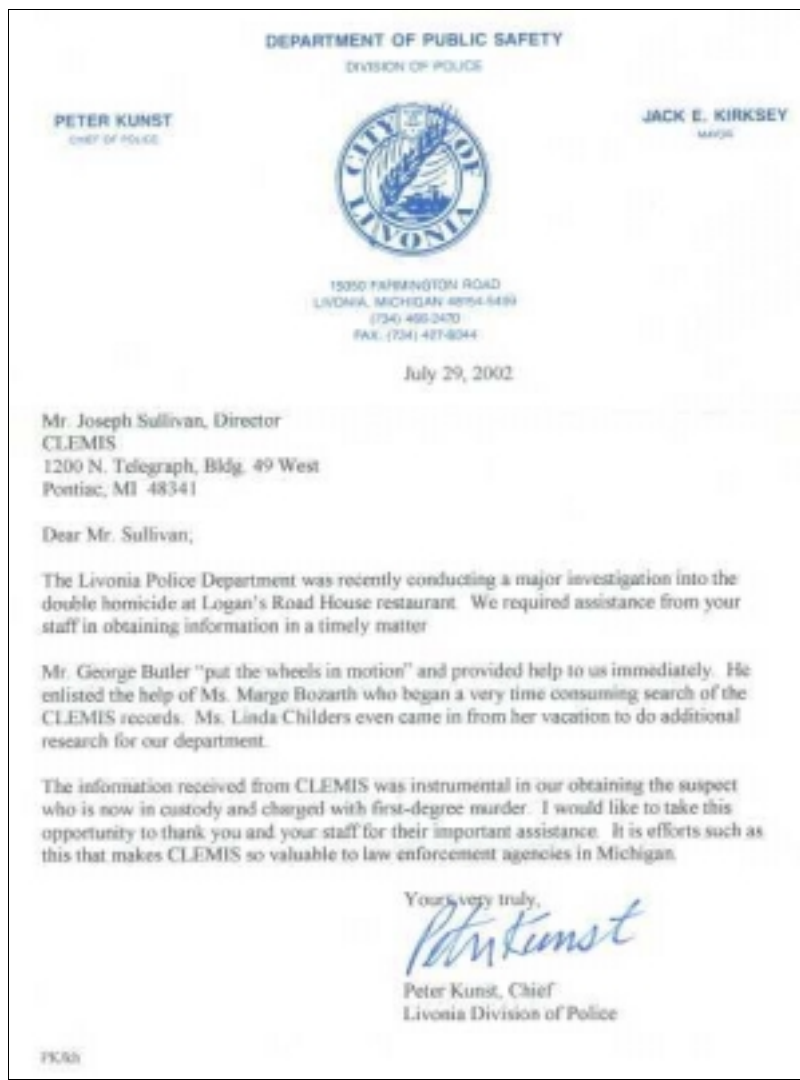 DEPARTMENT OF PUBLIC SAFETY
DIVISION OF POLICE
PETER KUNST
CHIEF OF POLICE
JACK E. KIRKSEY
MAYOR
CITY OF
LIVONIA
15050 FARMINGTON ROAD
LIVONIA, MICHIGAN 48154-5499
(734) 466-2470
FAX: (734)
July 29, 2002
Mr. Joseph Sullivan, Director
CLEMIS
1200 N. Telegraph, Bldg. 49 West
Pontiac, MI 48341
Dear Mr. Sullivan;
The Livonia Police Department was recently conducting a major investigation into the
double homicide at Logan's Road House restaurant. We required assistance from your
staff in obtaining information in a timely matter
Mr. George Butler "put the wheels in motion" and provided help to us immediately. He
enlisted the help of Ms. Marge Bozarth who began a very time consuming search of the
CLEMIS records. Ms. Linda Childers even came in from her vacation to do additional
research for our department.
The information received from CLEMIS was instrumental in our obtaining the suspect
who is now in custody and charged with first-degree murder. I would like to take this
opportunity to thank you and your staff for their important assistance. It is efforts such as
this that makes CLEMIS so valuable to law enforcement agencies in Michigan.
Yours very truly,
Peter Kunst
Peter Kunst, Chief
Livonia Division of Police